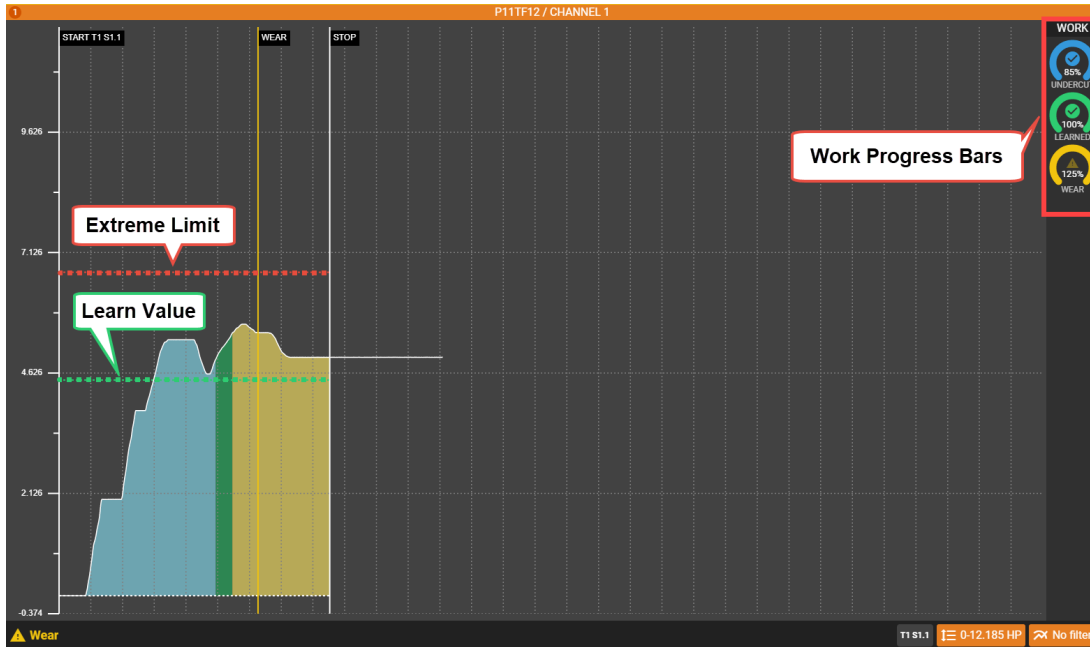 1
P11TF12 / CHANNEL 1
START T1 S1.1
WEAR
STOP
WORK
85%
UNDERCUT
100%
LEARNED
125%
WEAR
9.626
7.126
4.626
2.126
-0.374
Work Progress Bars
Extreme Limit
Learn Value
Wear
T1 S1.1
0-12.185 HP
No filter